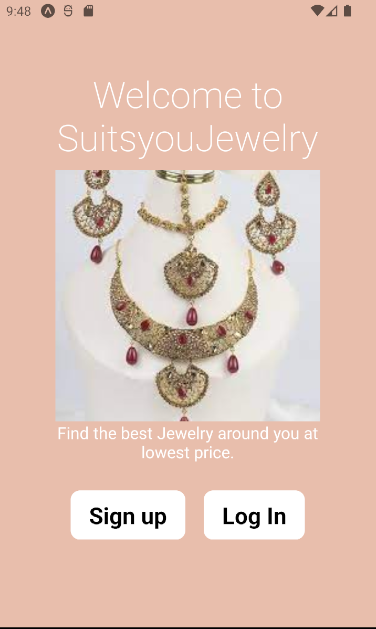 9:48
Welcome to
SuitsyouJewelry
Find the best Jewelry around you at
lowest price.
Sign up
Log In